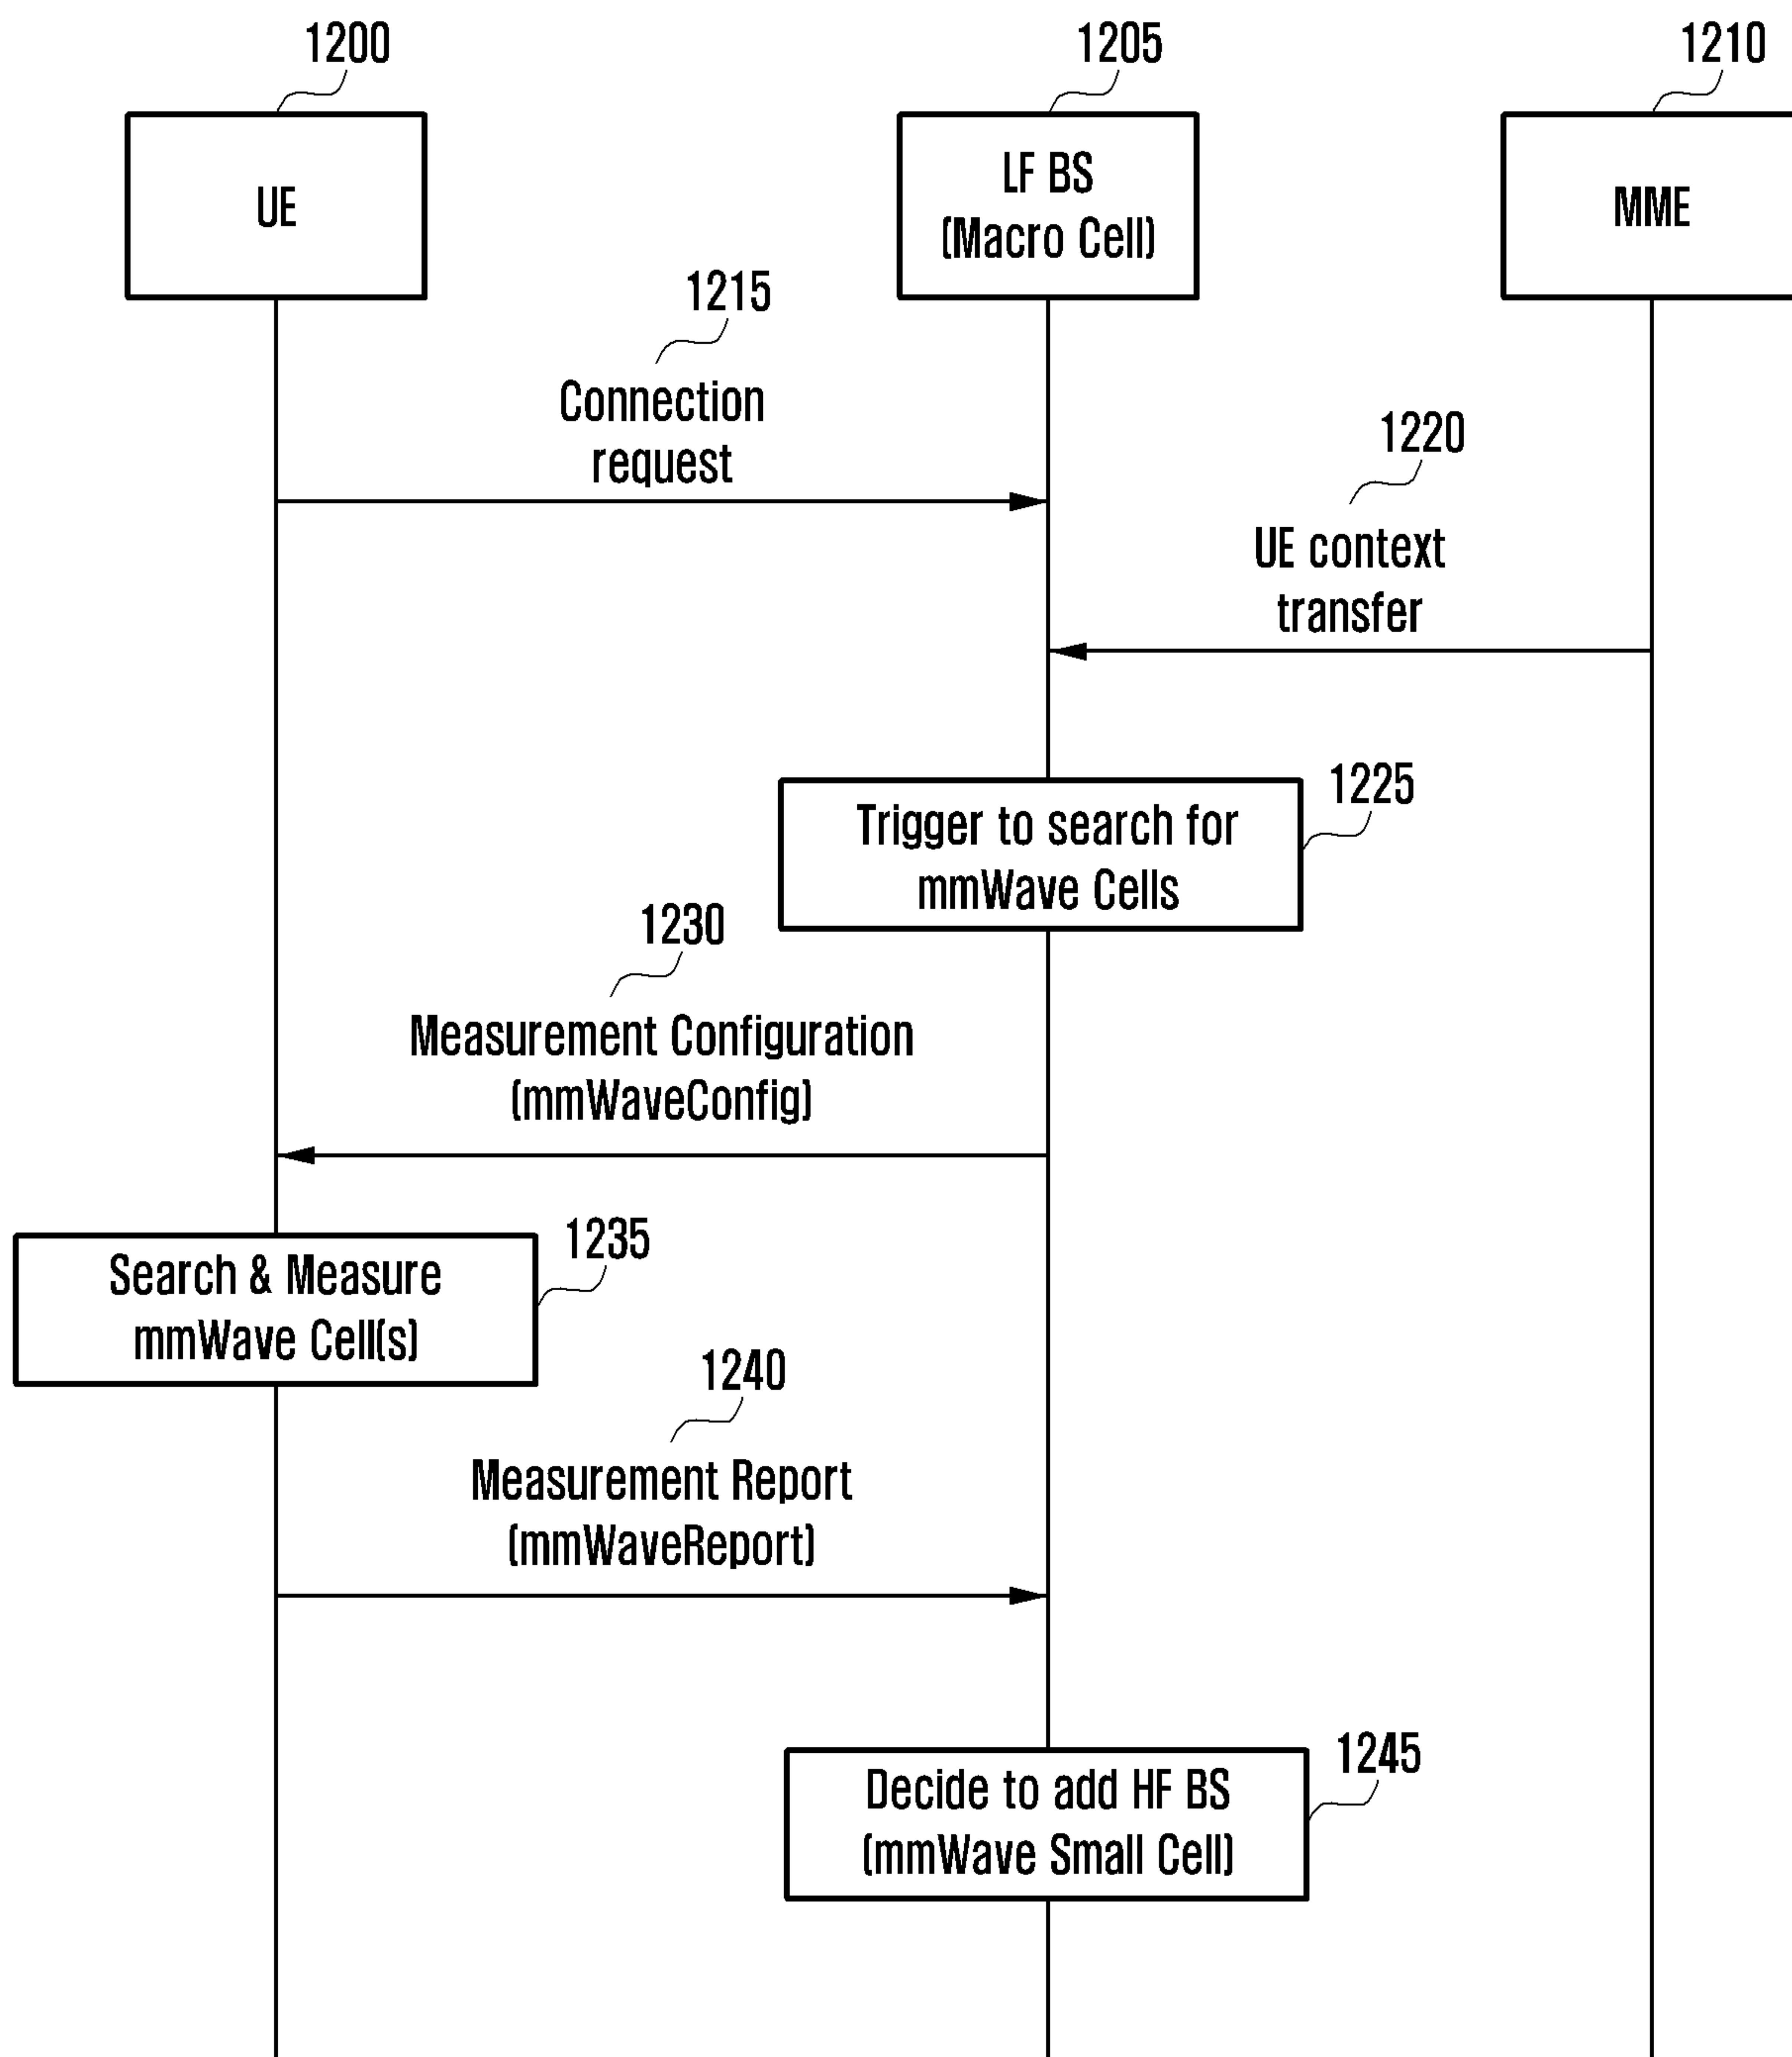 1200
1205
1210
UE
LF BS
(Macro Cell)
MME
1215
Connection
request
1220
UE context
transfer
1225
Trigger to search for
mmWave Cells
1230
Measurement Configuration
(mmWaveConfig)
1235
Search & Measure
mmWave Cell(s)
1240
Measurement Report
(mmWaveReport)
1245
Decide to add HF BS
(mmWave Small Cell)